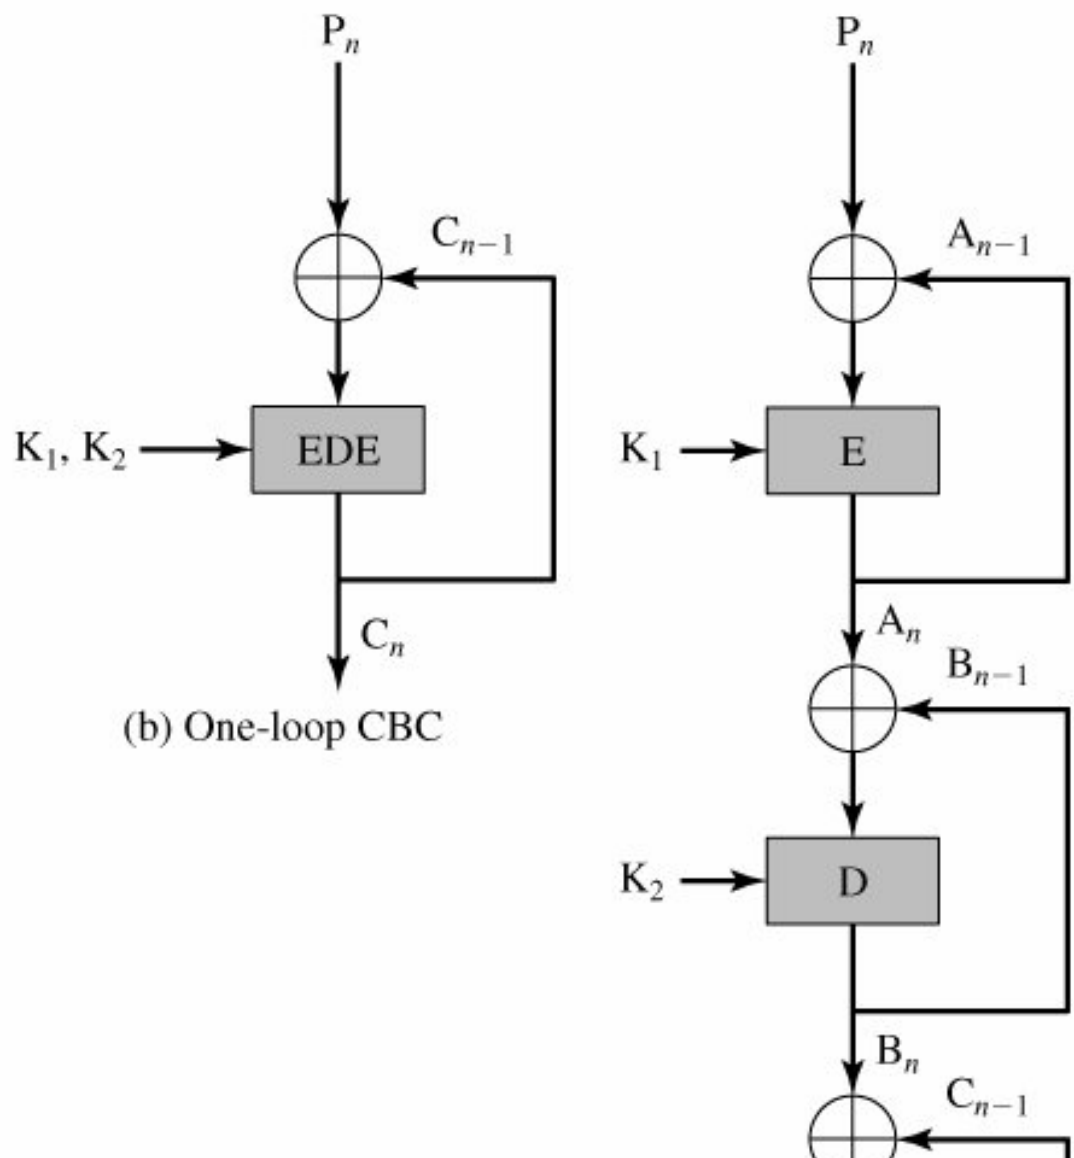 Pₙ
Cₙ₋₁
K₁, K₂
EDE
Cₙ
(b) One-loop CBC
Pₙ
Aₙ₋₁
K₁
E
Aₙ
Bₙ₋₁
K₂
D
Bₙ
Cₙ₋₁